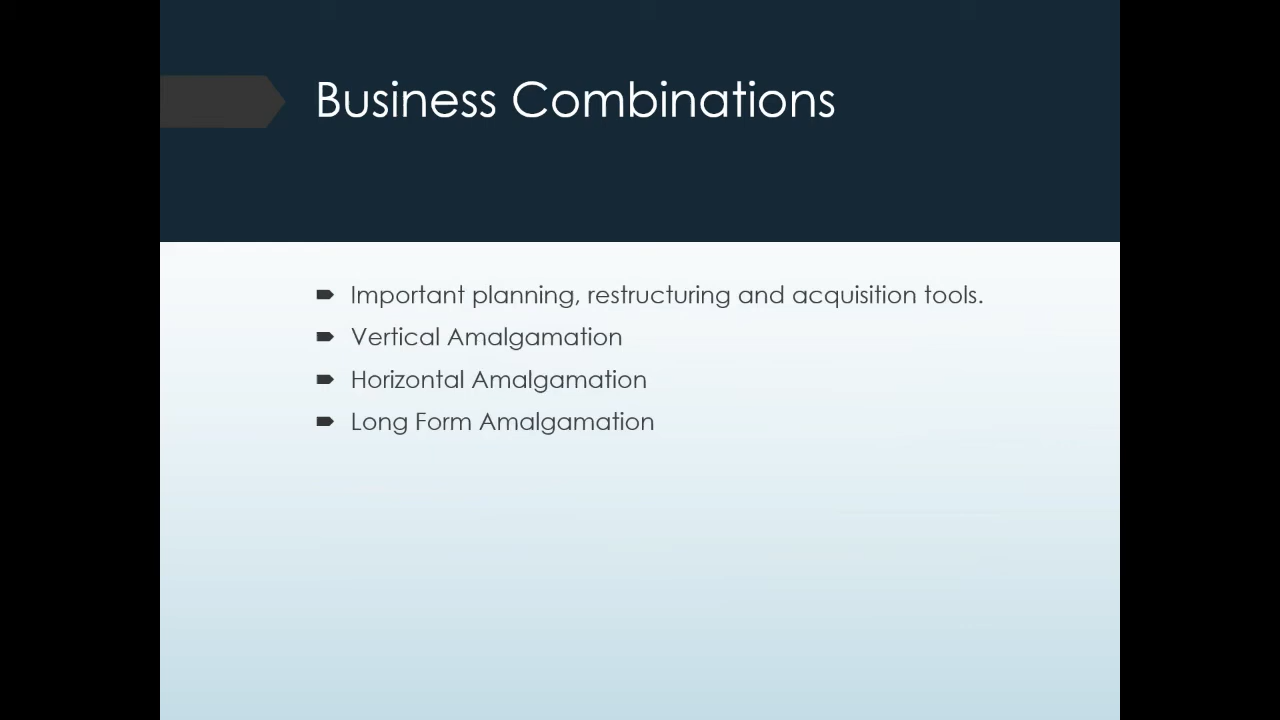 Business Combinations
Important planning, restructuring and acquisition tools.
Vertical Amalgamation
Horizontal Amalgamation
Long Form Amalgamation